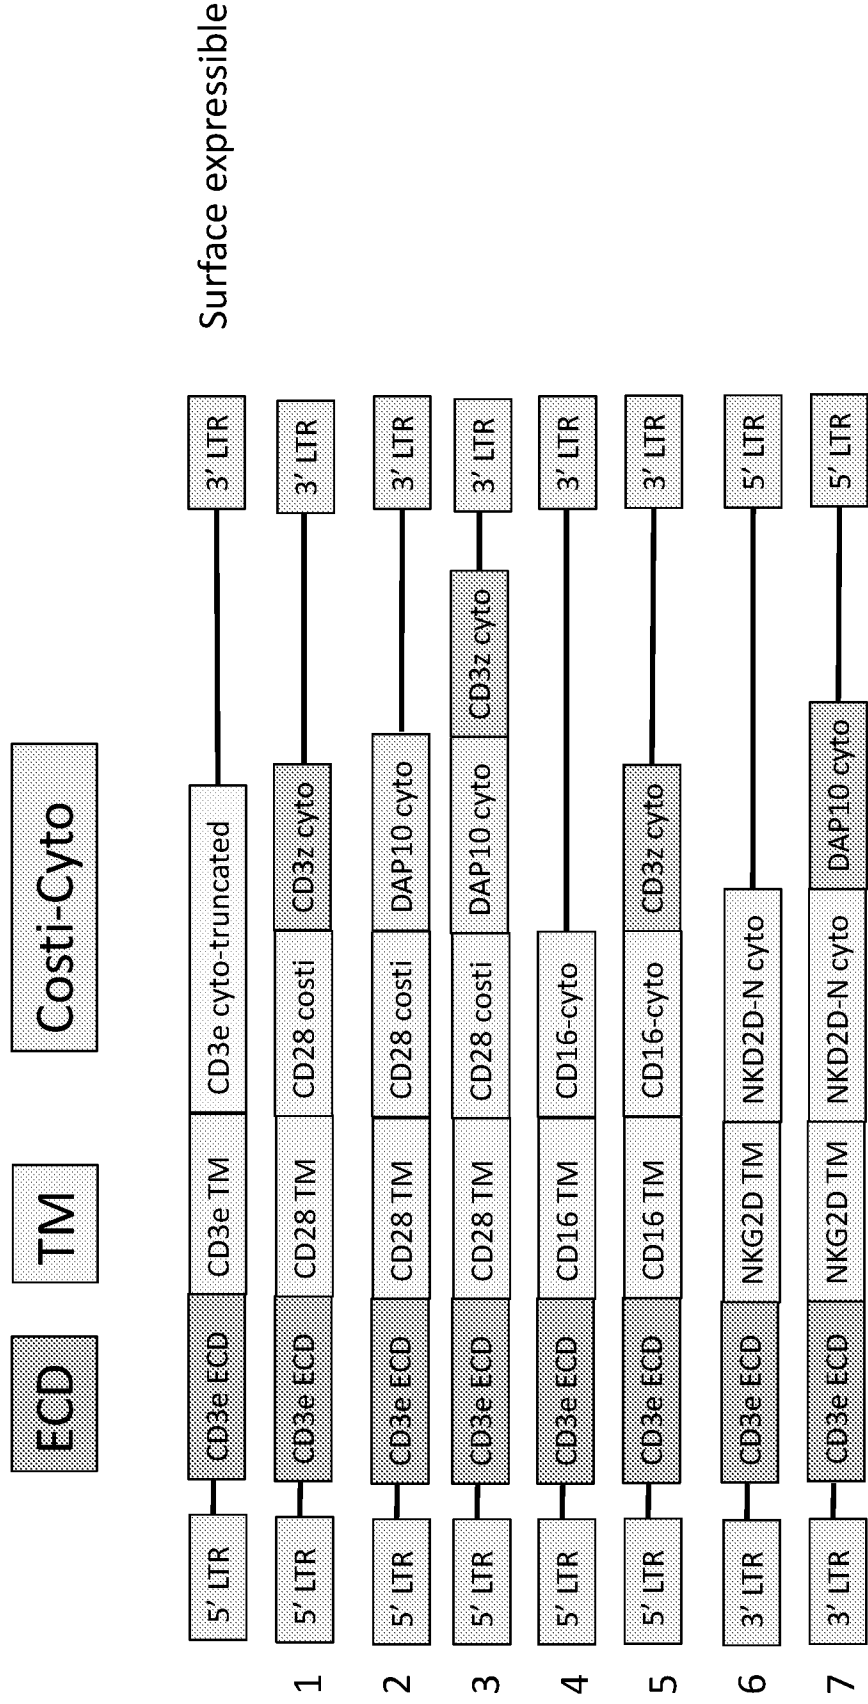 ECD TM Costi-Cyto
5' LTR CD3e ECD CD3e TM CD3e cyto-truncated 3' LTR Surface expressible
1 5' LTR CD3e ECD CD28 TM CD28 costi CD3z cyto 3' LTR
2 5' LTR CD3e ECD CD28 TM CD28 costi DAP10 cyto 3' LTR
3 5' LTR CD3e ECD CD28 TM CD28 costi DAP10 cyto CD3z cyto 3' LTR
4 5' LTR CD3e ECD CD16 TM CD16-cyto 3' LTR
5 5' LTR CD3e ECD CD16 TM CD16-cyto CD3z cyto 3' LTR
6 3' LTR CD3e ECD NKG2D TM NKD2D-N cyto 5' LTR
7 3' LTR CD3e ECD NKG2D TM NKD2D-N cyto DAP10 cyto 5' LTR